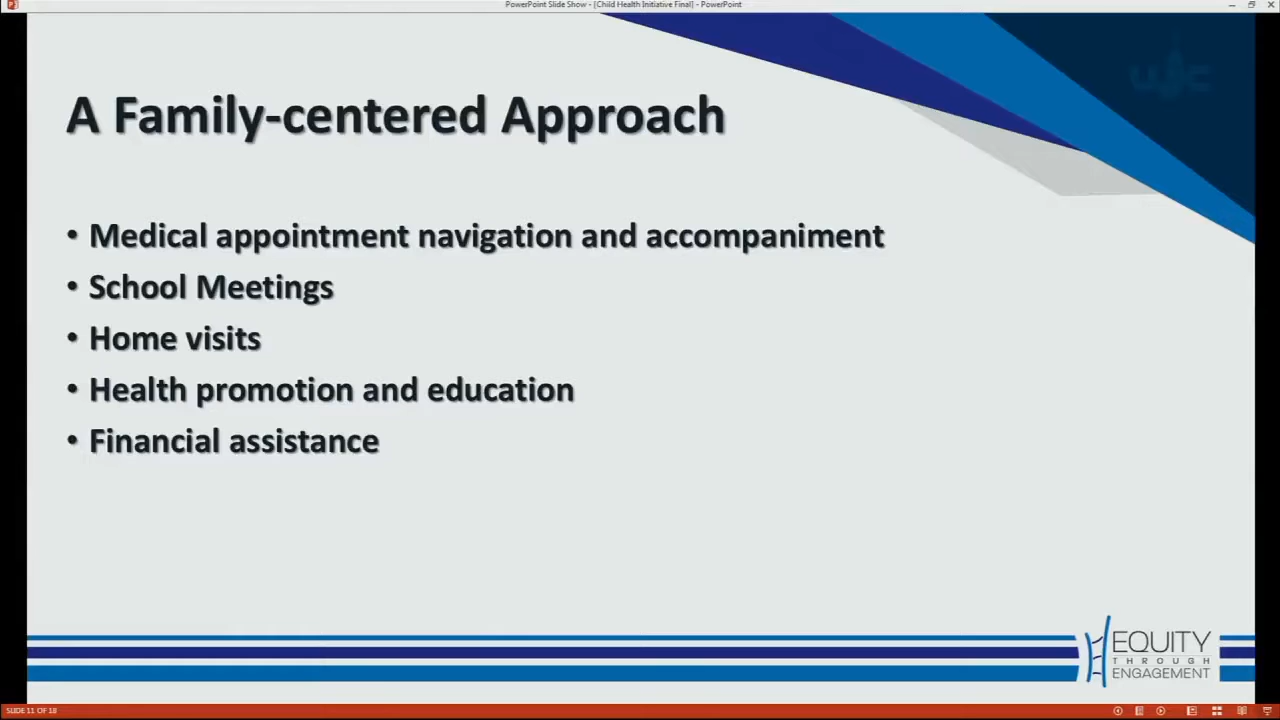 PowerPoint Slide Show - [Child Health Initiative Final] - PowerPoint
A Family-centered Approach
• Medical appointment navigation and accompaniment
• School Meetings
• Home visits
• Health promotion and education
• Financial assistance
EQUITY
THROUGH
ENGAGEMENT
SLIDE 11 OF 18